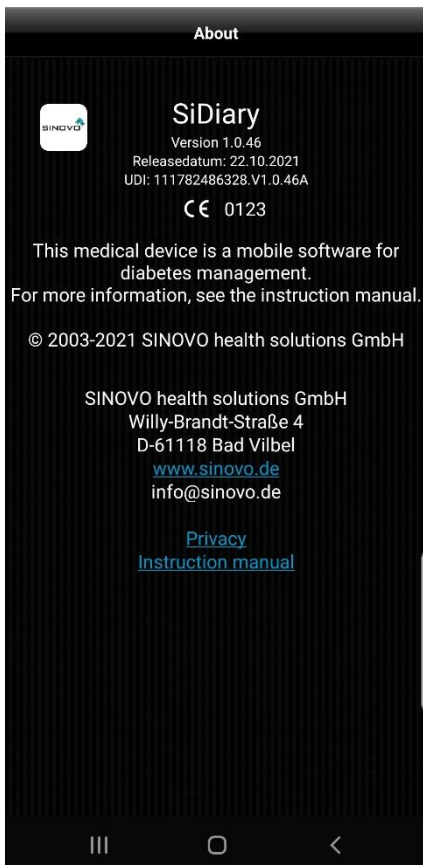 About
SINOVO
SiDiary
Version 1.0.46
Releasedatum: 22.10.2021
UDI: 111782486328.V1.0.46A
CE 0123
This medical device is a mobile software for
diabetes management.
For more information, see the instruction manual.
© 2003-2021 SINOVO health solutions GmbH
SINOVO health solutions GmbH
Willy-Brandt-Straße 4
D-61118 Bad Vilbel
www.sinovo.de
info@sinovo.de
Privacy
Instruction manual